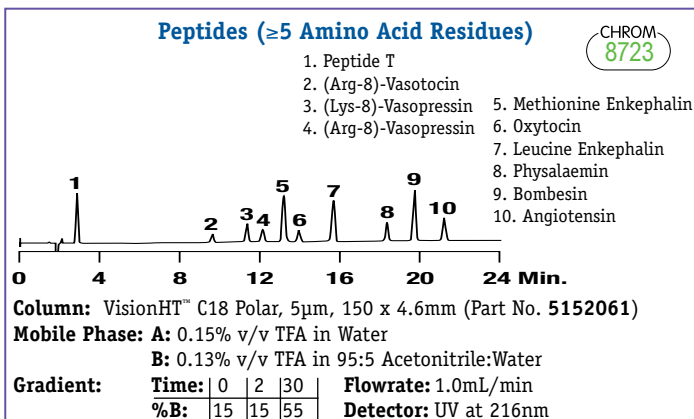 Peptides (≥5 Amino Acid Residues)
CHROM
8723
1. Peptide T
2. (Arg-8)-Vasotocin
3. (Lys-8)-Vasopressin
4. (Arg-8)-Vasopressin
5. Methionine Enkephalin
6. Oxytocin
7. Leucine Enkephalin
8. Physalaemin
9. Bombesin
10. Angiotensin
1 2 3 4 5 6 7 8 9 10
0 4 8 12 16 20 24 Min.
Column: VisionHT™ C18 Polar, 5µm, 150 x 4.6mm (Part No. 5152061)
Mobile Phase: A: 0.15% v/v TFA in Water
B: 0.13% v/v TFA in 95:5 Acetonitrile:Water
Gradient: Time: 0 2 30 Flowrate: 1.0mL/min
%B: 15 15 55 Detector: UV at 216nm